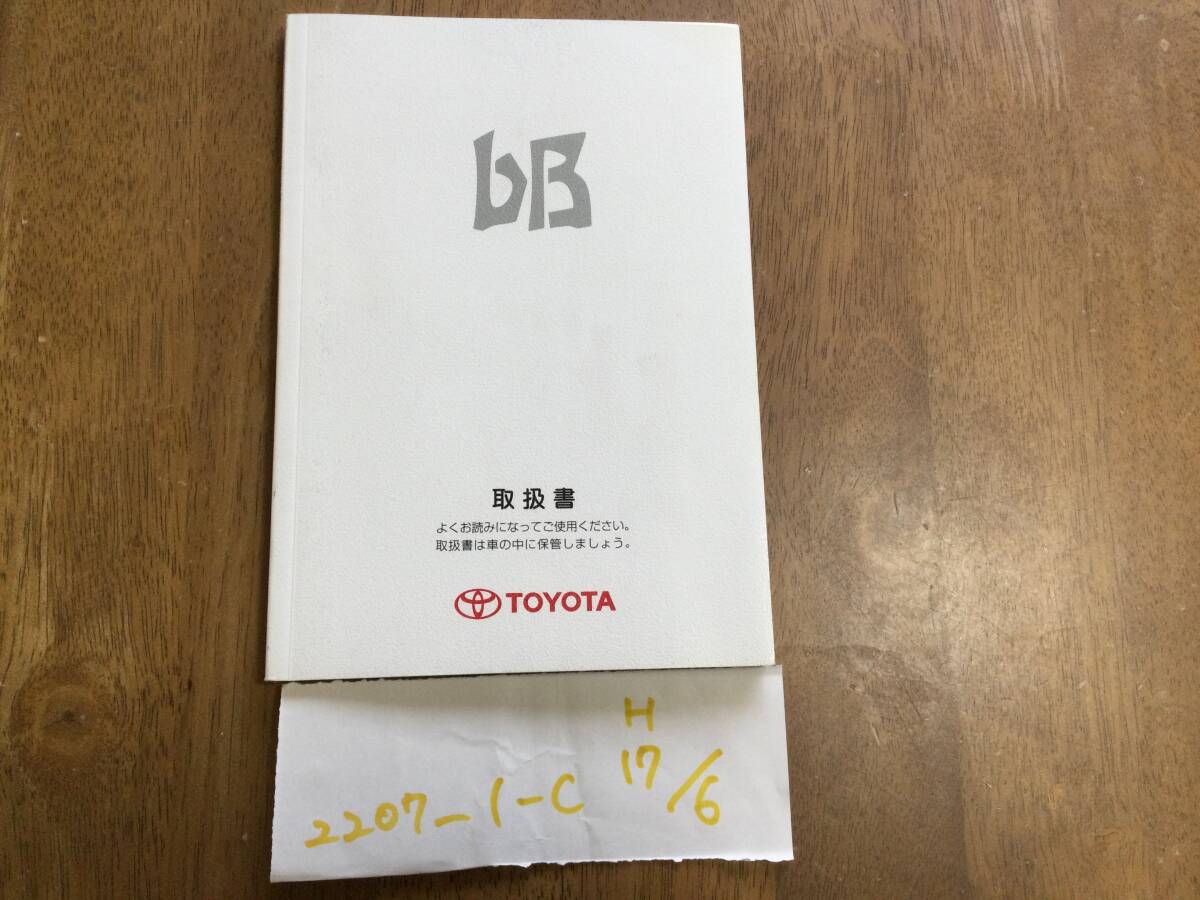 bB
取扱書
よくお読みになってご使用ください。
取扱書は車の中に保管しましょう。
TOYOTA
H
17/6
2207-1-C